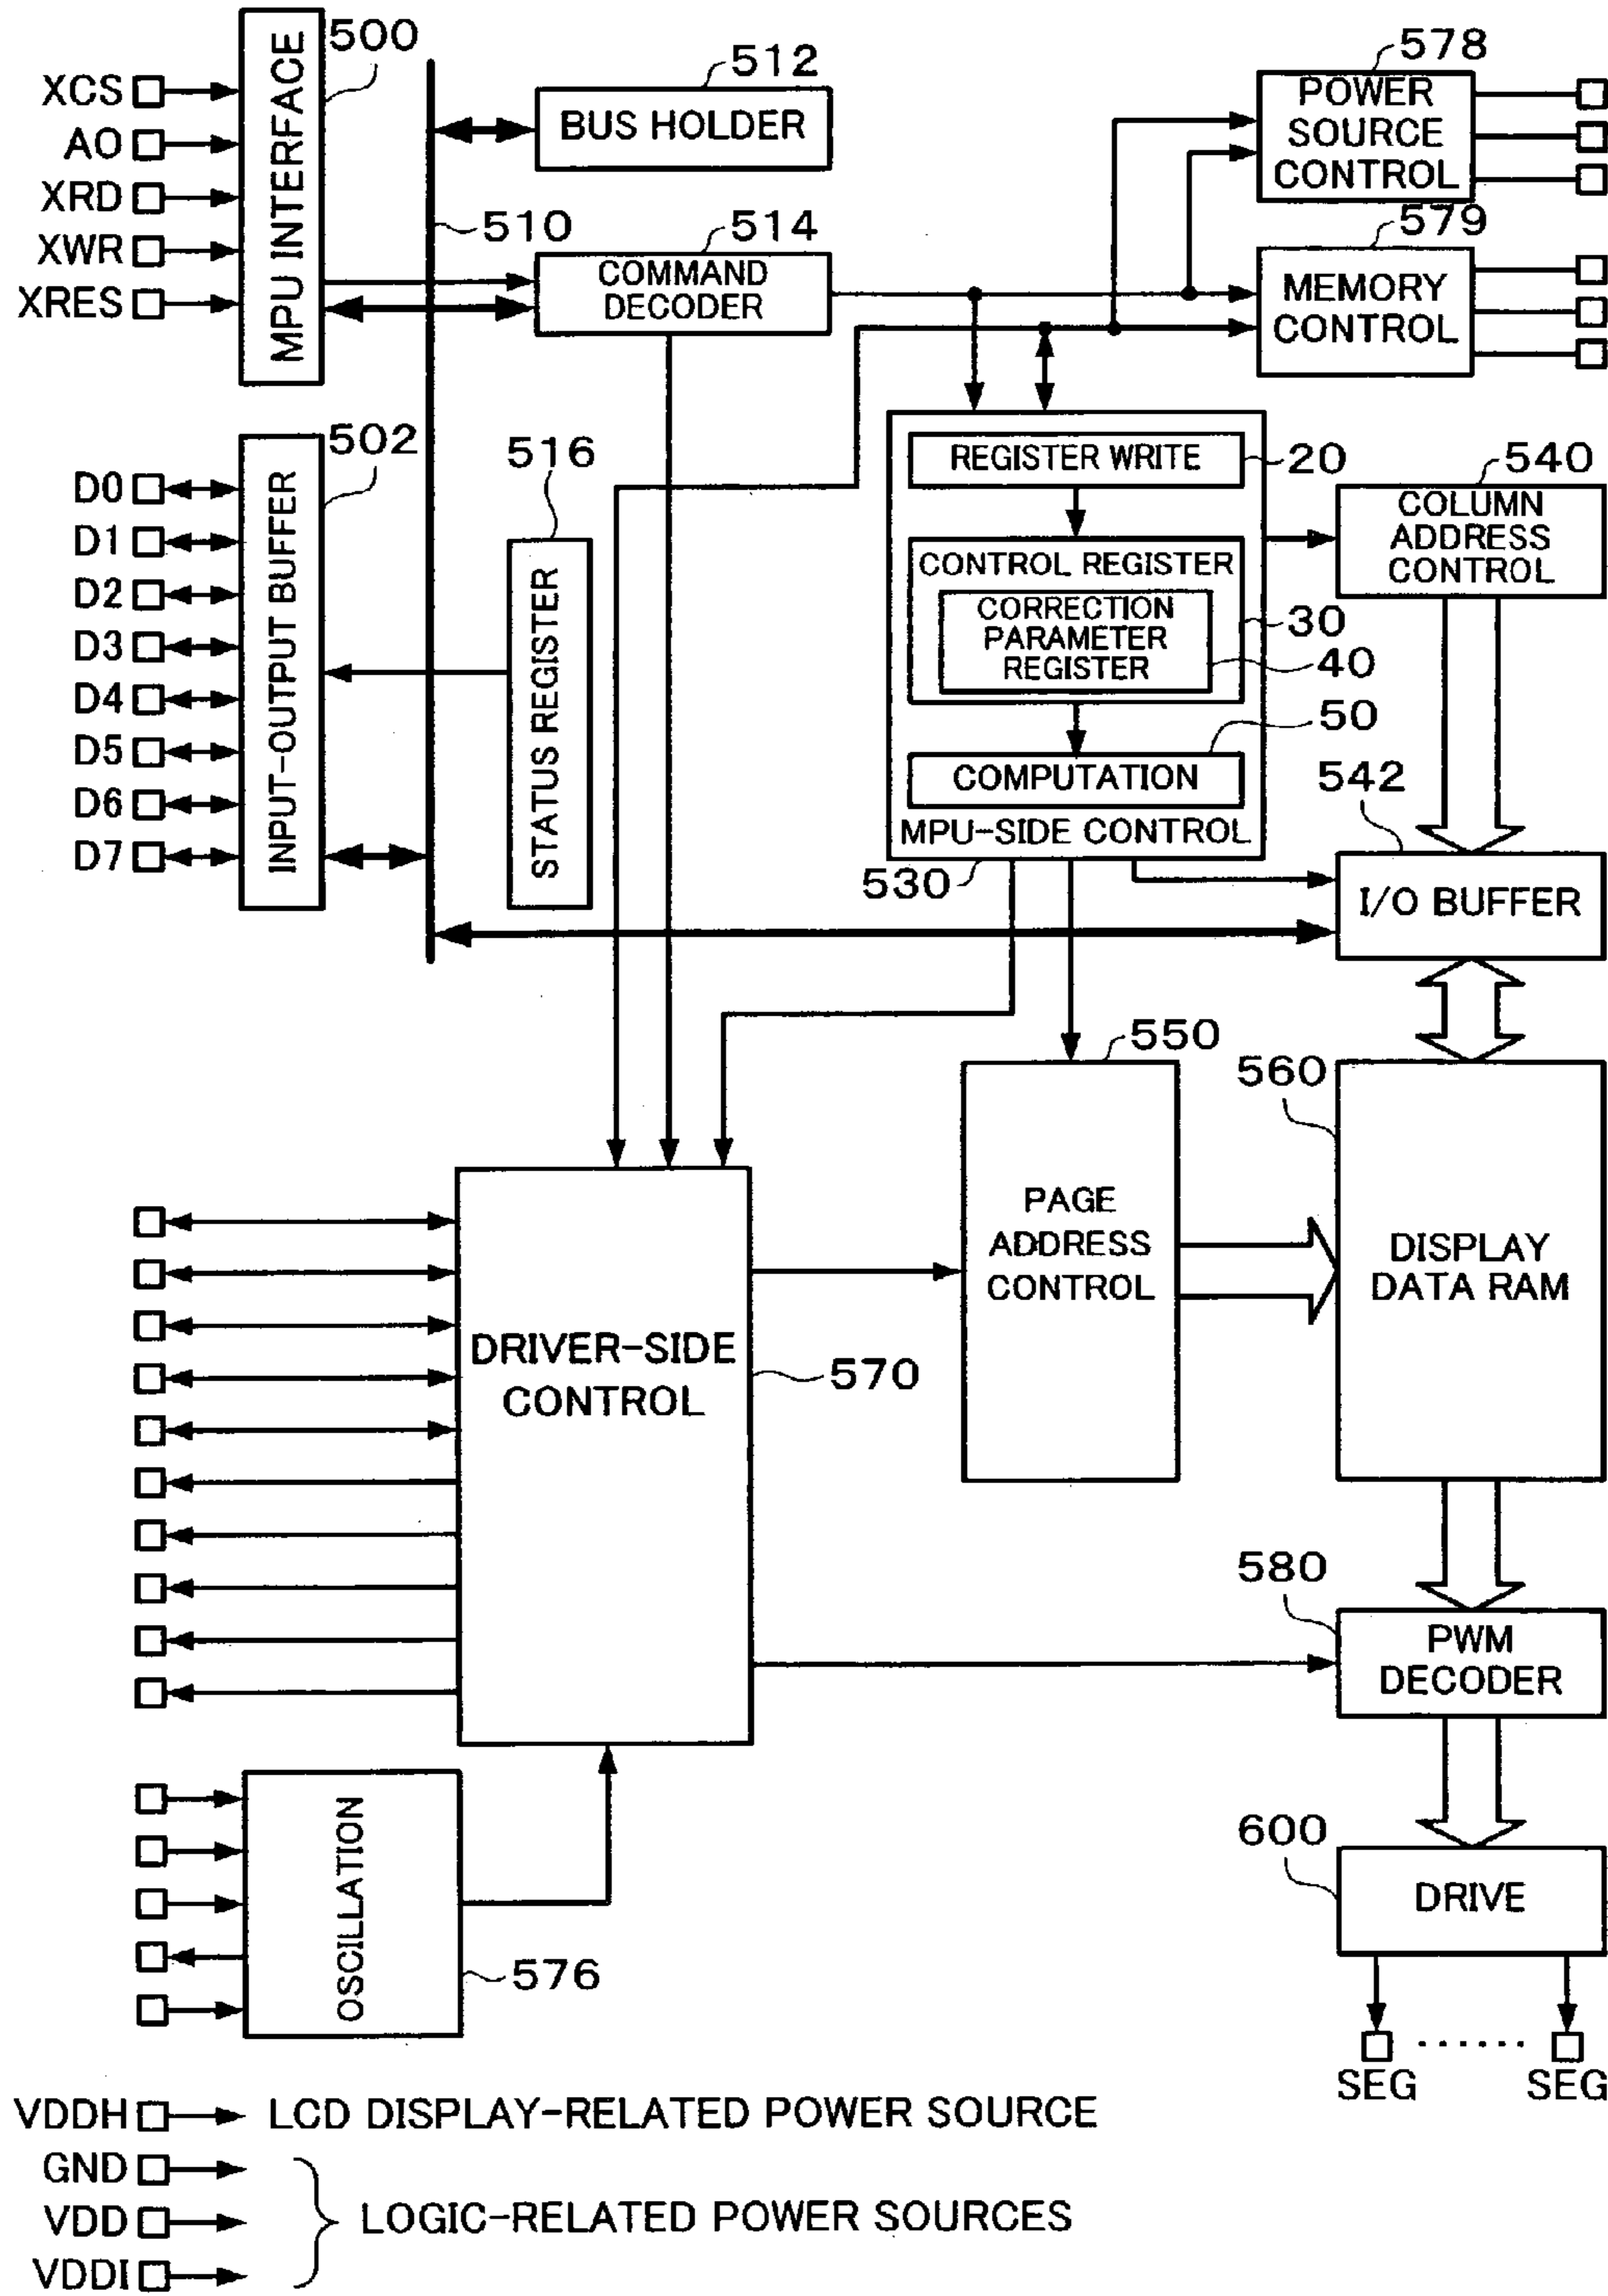 XCS
AO
XRD
XWR
XRES
MPU INTERFACE
500
BUS HOLDER
512
510
COMMAND
DECODER
514
POWER
SOURCE
CONTROL
578
MEMORY
CONTROL
579
D0
D1
D2
D3
D4
D5
D6
D7
INPUT-OUTPUT BUFFER
502
STATUS REGISTER
516
REGISTER WRITE
20
CONTROL REGISTER
30
CORRECTION
PARAMETER
REGISTER
40
COMPUTATION
50
MPU-SIDE CONTROL
530
COLUMN
ADDRESS
CONTROL
540
I/O BUFFER
542
PAGE
ADDRESS
CONTROL
550
DISPLAY
DATA RAM
560
DRIVER-SIDE
CONTROL
570
PWM
DECODER
580
OSCILLATION
576
DRIVE
600
SEG ...... SEG
VDDH LCD DISPLAY-RELATED POWER SOURCE
GND
VDD LOGIC-RELATED POWER SOURCES
VDDI